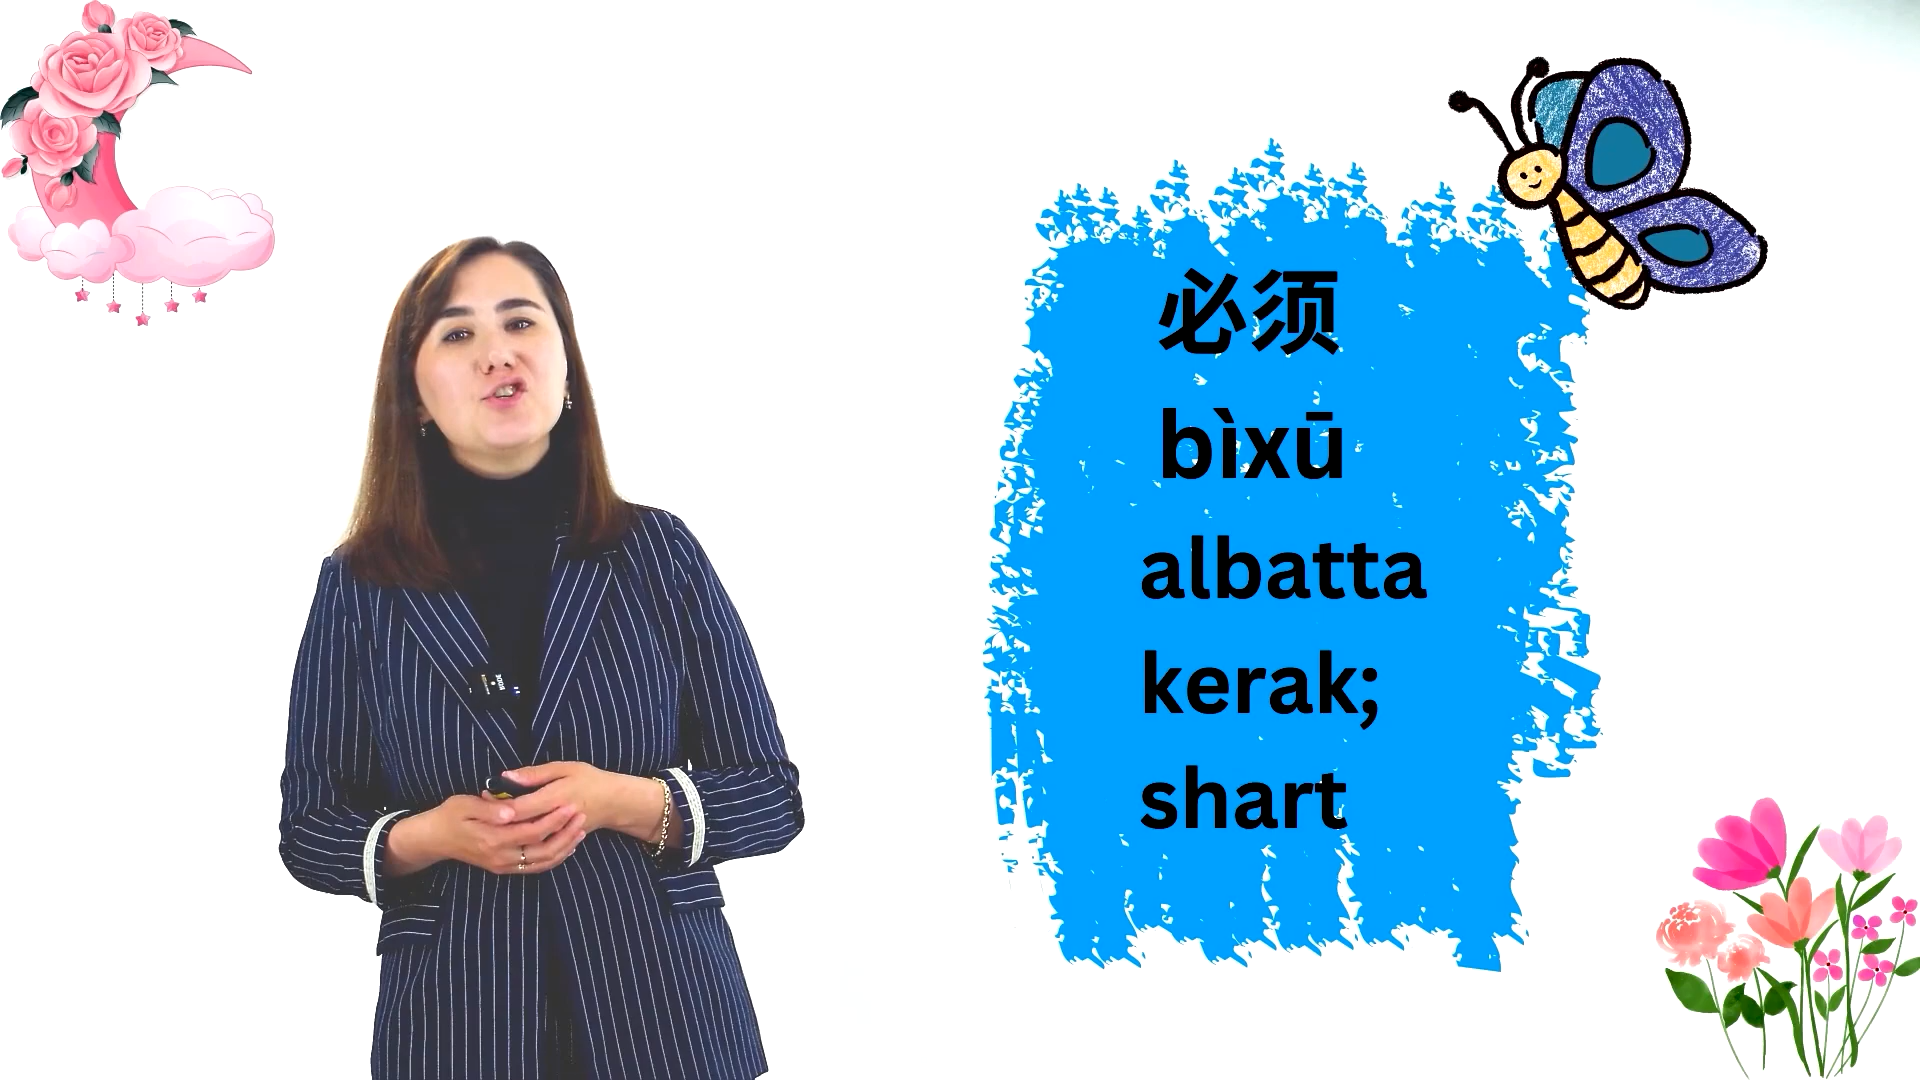 必须
bìxū
albatta
kerak;
shart